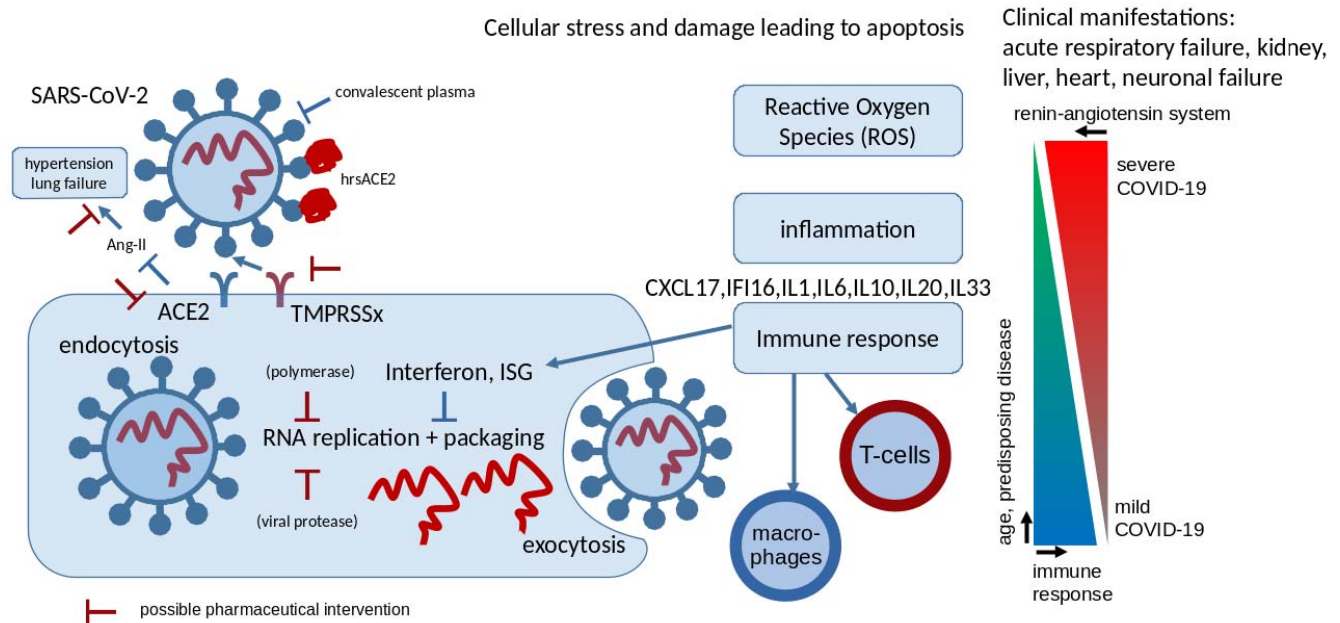 Cellular stress and damage leading to apoptosis
Clinical manifestations:
acute respiratory failure, kidney,
liver, heart, neuronal failure
SARS-CoV-2
convalescent plasma
hypertension
lung failure
hrsACE2
Ang-II
ACE2
TMPRSSx
endocytosis
(polymerase)
Interferon, ISG
RNA replication + packaging
(viral protease)
exocytosis
possible pharmaceutical intervention
Reactive Oxygen
Species (ROS)
inflammation
CXCL17,IFI16,IL1,IL6,IL10,IL20,IL33
Immune response
T-cells
macro-
phages
renin-angiotensin system
severe
COVID-19
age, predisposing disease
mild
COVID-19
immune
response